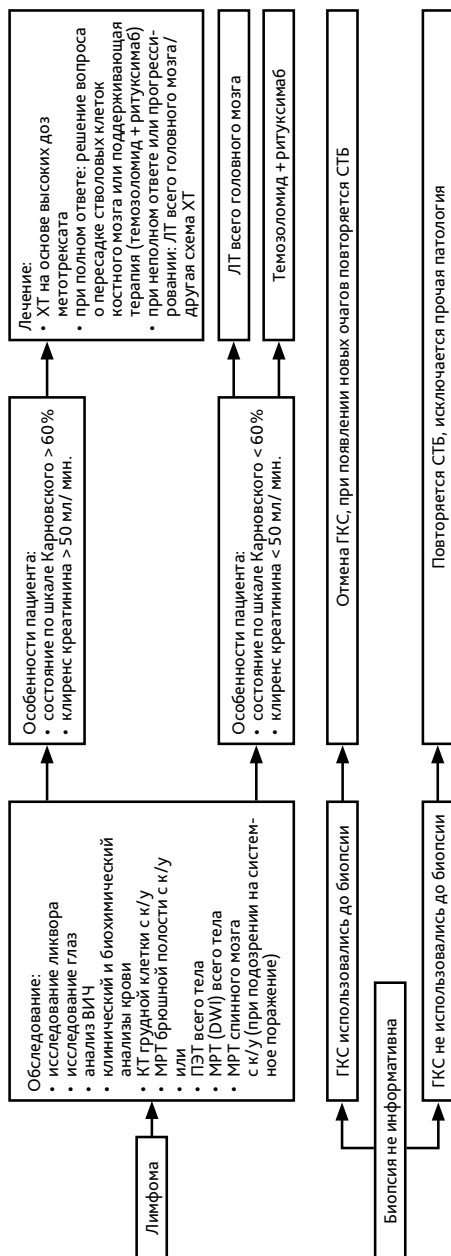 Лимфома
Обследование:
• исследование ликвора
• исследование глаз
• анализ ВИЧ
• клинический и биохимический
анализы крови
• КТ грудной клетки с к/у
• МРТ брюшной полости с к/у
• или
• ПЭТ всего тела
• МРТ (DWI) всего тела
• МРТ спинного мозга
с к/у (при подозрении на систем-
ное поражение)
Особенности пациента:
• состояние по шкале Карновского > 60%
• клиренс креатинина > 50 мл/ мин.
Лечение:
• ХТ на основе высоких доз
метотрексата
• при полном ответе: решение вопроса
о пересадке стволовых клеток
костного мозга или поддерживающая
терапия (темозоломид + ритуксимаб)
• при неполном ответе или прогресси-
ровании: ЛТ всего головного мозга/
другая схема ХТ
Особенности пациента:
• состояние по шкале Карновского < 60%
• клиренс креатинина < 50 мл/ мин.
ЛТ всего головного мозга
Темозоломид + ритуксимаб
Биопсия не информативна
ГКС использовались до биопсии
Отмена ГКС, при появлении новых очагов повторяется СТБ
ГКС не использовались до биопсии
Повторяется СТБ, исключается прочая патология